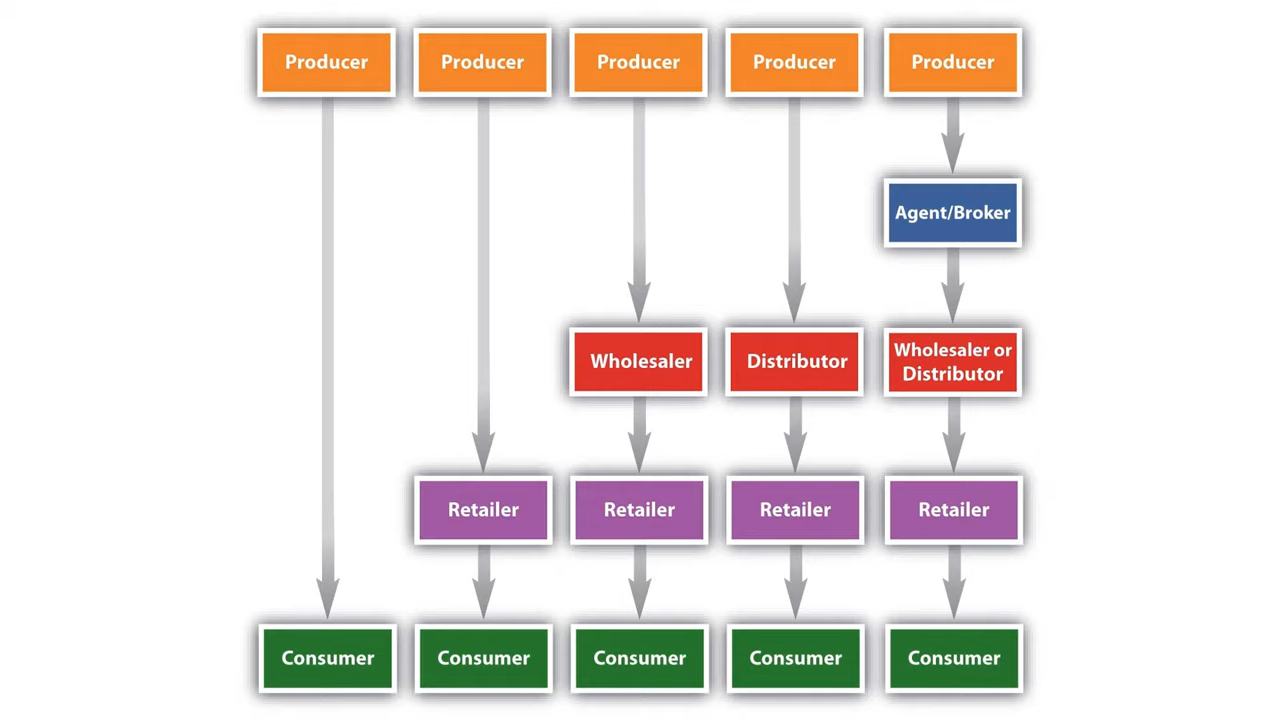 Producer
Producer
Producer
Producer
Producer
Agent/Broker
Wholesaler
Distributor
Wholesaler or
Distributor
Retailer
Retailer
Retailer
Retailer
Consumer
Consumer
Consumer
Consumer
Consumer